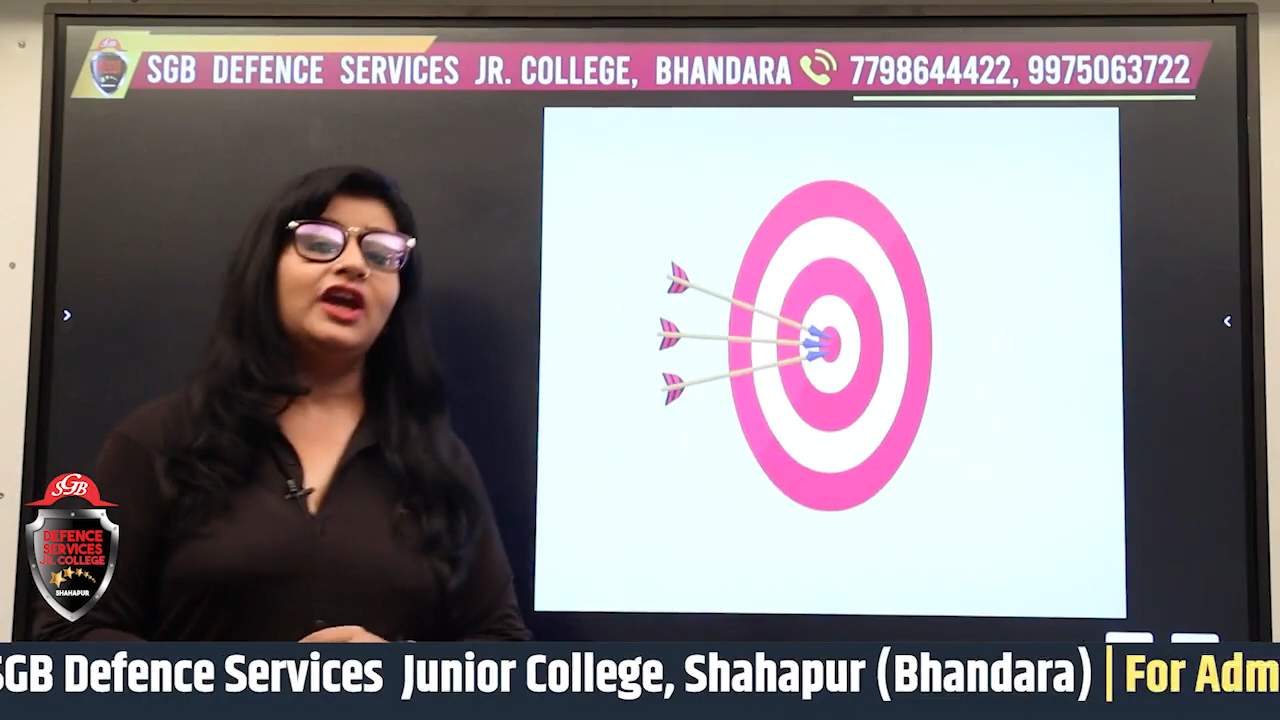 SGB DEFENCE SERVICES JR. COLLEGE, BHANDARA 7798644422, 9975063722
SGB
DEFENCE
SERVICES
JR. COLLEGE
SHAHAPUR
SGB Defence Services Junior College, Shahapur (Bhandara) | For Adm